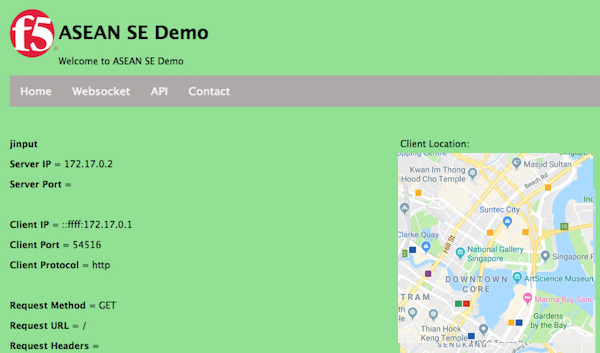 f5
ASEAN SE Demo
Welcome to ASEAN SE Demo
Home Websocket API Contact
jinput
Server IP = 172.17.0.2
Server Port =
Client IP = ::ffff:172.17.0.1
Client Port = 54516
Client Protocol = http
Request Method = GET
Request URL = /
Request Headers =
Client Location:
Masjid Sultan
Kwan Im Thong
Hood Cho Temple
Beach Rd
Suntec City
Clarke Quay
Hill St
15
National Gallery
Singapore
ArtScience Museum
DOWNTOWN
CORE
Marina Bay Sand
TRAM
Gardens
by the Bay
Thian Hock
Keng Temple
SENGKANG